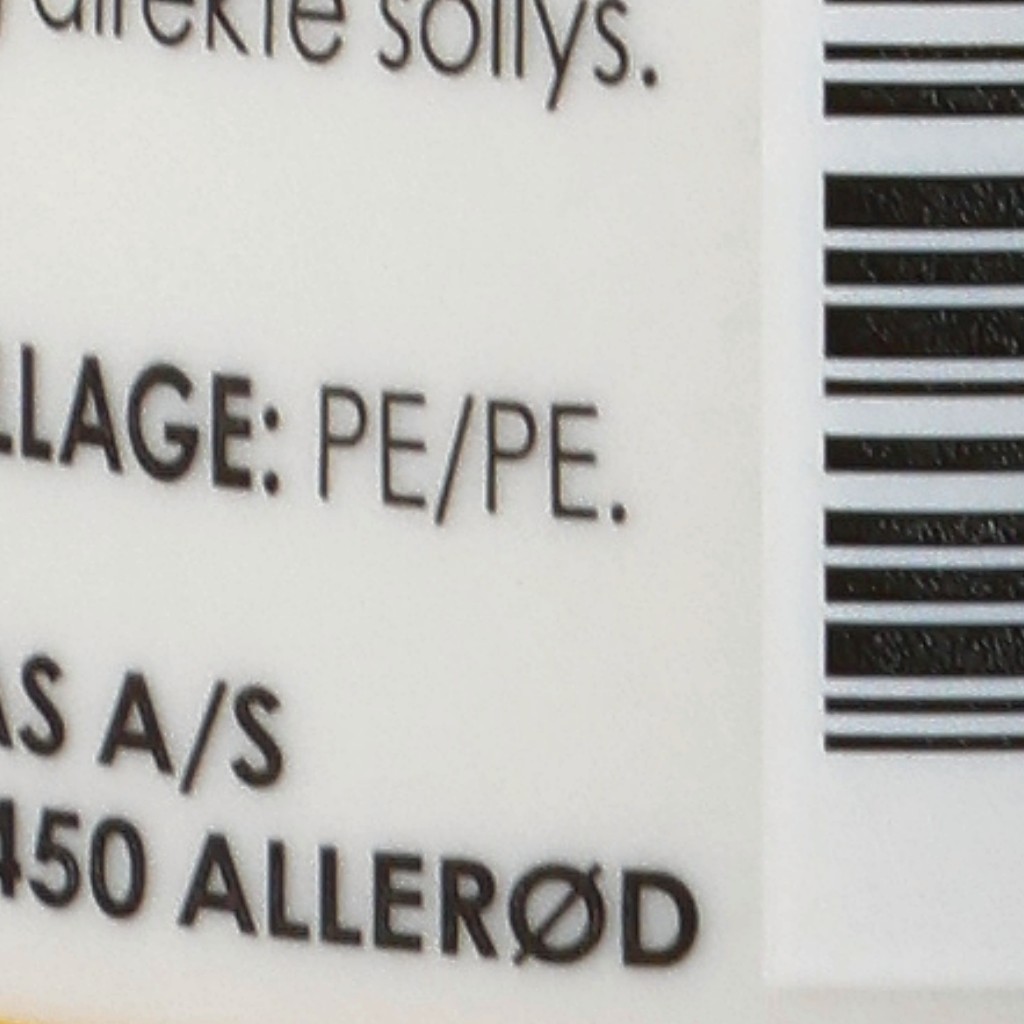 direkte sollys.
LLAGE: PE/PE.
AS A/S
450 ALLERØD